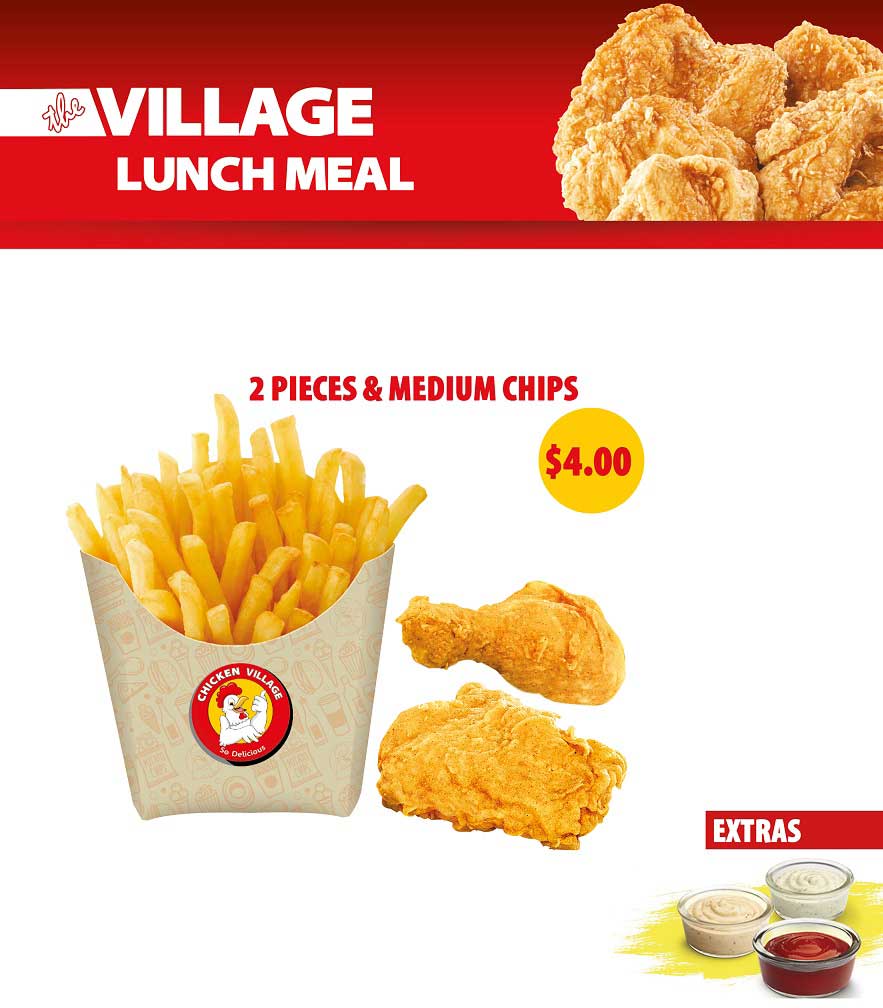 the VILLAGE
LUNCH MEAL
2 PIECES & MEDIUM CHIPS
$4.00
CHICKEN VILLAGE
So Delicious
EXTRAS